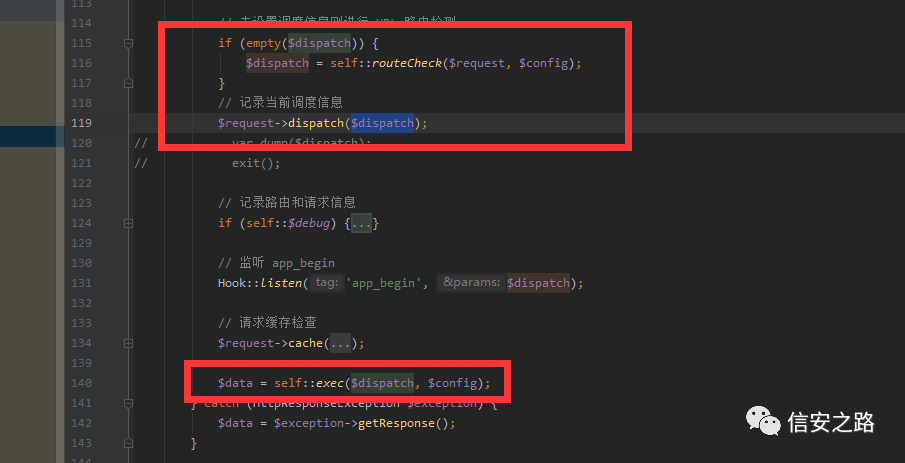 113
114 // 未设置调度信息则进行 URL 路由检测
115 if (empty($dispatch)) {
116 $dispatch = self::routeCheck($request, $config);
117 }
118 // 记录当前调度信息
119 $request->dispatch($dispatch);
120 // var_dump($dispatch);
121 // exit();
122
123 // 记录路由和请求信息
124 if (self::$debug) {...}
129
130 // 监听 app_begin
131 Hook::listen( tag: 'app_begin', &params: $dispatch);
132
133 // 请求缓存检查
134 $request->cache(...);
139
140 $data = self::exec($dispatch, $config);
141 } catch (HttpResponseException $exception) {
142 $data = $exception->getResponse();
143 }
144
信安之路